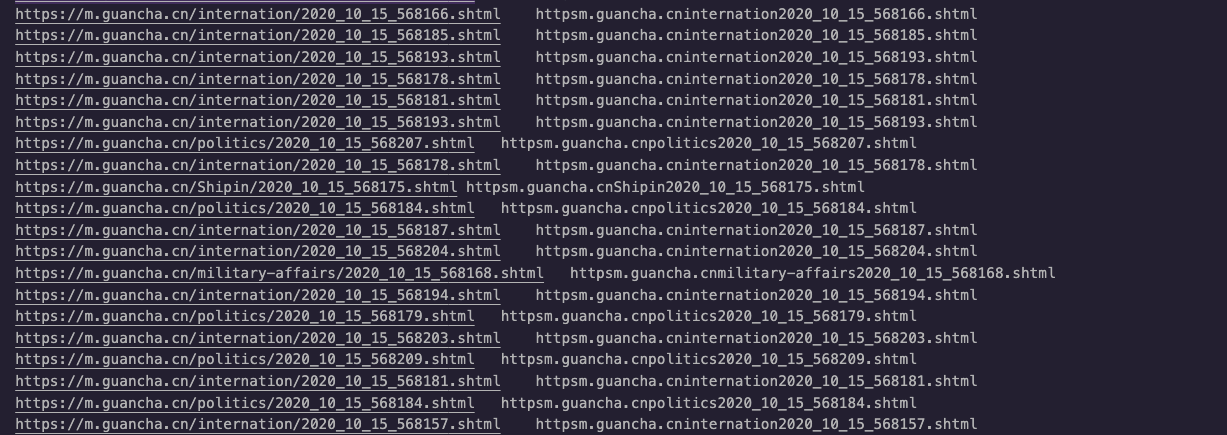 https://m.guancha.cn/internation/2020_10_15_568166.shtml    httpsm.guancha.cninternation2020_10_15_568166.shtml
https://m.guancha.cn/internation/2020_10_15_568185.shtml    httpsm.guancha.cninternation2020_10_15_568185.shtml
https://m.guancha.cn/internation/2020_10_15_568193.shtml    httpsm.guancha.cninternation2020_10_15_568193.shtml
https://m.guancha.cn/internation/2020_10_15_568178.shtml    httpsm.guancha.cninternation2020_10_15_568178.shtml
https://m.guancha.cn/internation/2020_10_15_568181.shtml    httpsm.guancha.cninternation2020_10_15_568181.shtml
https://m.guancha.cn/internation/2020_10_15_568193.shtml    httpsm.guancha.cninternation2020_10_15_568193.shtml
https://m.guancha.cn/politics/2020_10_15_568207.shtml   httpsm.guancha.cnpolitics2020_10_15_568207.shtml
https://m.guancha.cn/internation/2020_10_15_568178.shtml    httpsm.guancha.cninternation2020_10_15_568178.shtml
https://m.guancha.cn/Shipin/2020_10_15_568175.shtml httpsm.guancha.cnShipin2020_10_15_568175.shtml
https://m.guancha.cn/politics/2020_10_15_568184.shtml   httpsm.guancha.cnpolitics2020_10_15_568184.shtml
https://m.guancha.cn/internation/2020_10_15_568187.shtml    httpsm.guancha.cninternation2020_10_15_568187.shtml
https://m.guancha.cn/internation/2020_10_15_568204.shtml    httpsm.guancha.cninternation2020_10_15_568204.shtml
https://m.guancha.cn/military-affairs/2020_10_15_568168.shtml   httpsm.guancha.cnmilitary-affairs2020_10_15_568168.shtml
https://m.guancha.cn/internation/2020_10_15_568194.shtml    httpsm.guancha.cninternation2020_10_15_568194.shtml
https://m.guancha.cn/politics/2020_10_15_568179.shtml   httpsm.guancha.cnpolitics2020_10_15_568179.shtml
https://m.guancha.cn/internation/2020_10_15_568203.shtml    httpsm.guancha.cninternation2020_10_15_568203.shtml
https://m.guancha.cn/politics/2020_10_15_568209.shtml   httpsm.guancha.cnpolitics2020_10_15_568209.shtml
https://m.guancha.cn/internation/2020_10_15_568181.shtml    httpsm.guancha.cninternation2020_10_15_568181.shtml
https://m.guancha.cn/politics/2020_10_15_568184.shtml   httpsm.guancha.cnpolitics2020_10_15_568184.shtml
https://m.guancha.cn/internation/2020_10_15_568157.shtml    httpsm.guancha.cninternation2020_10_15_568157.shtml